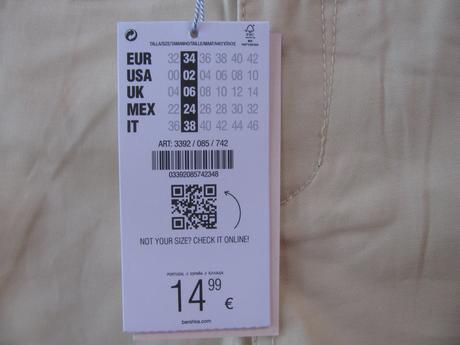 TALLA/SIZE/TAMANHO/TAILLE/
EUR 32 34 36 38 40 42
USA 00 02 04 06 08 10
UK 04 06 08 10 12 14
MEX 22 24 26 28 30 32
IT 36 38 40 42 44 46
ART: 3392 / 085 / 742
03392085742348
NOT YOUR SIZE? CHECK IT ONLINE!
PORTUGAL // ESPAÑA //
14 99 €
bershka.com